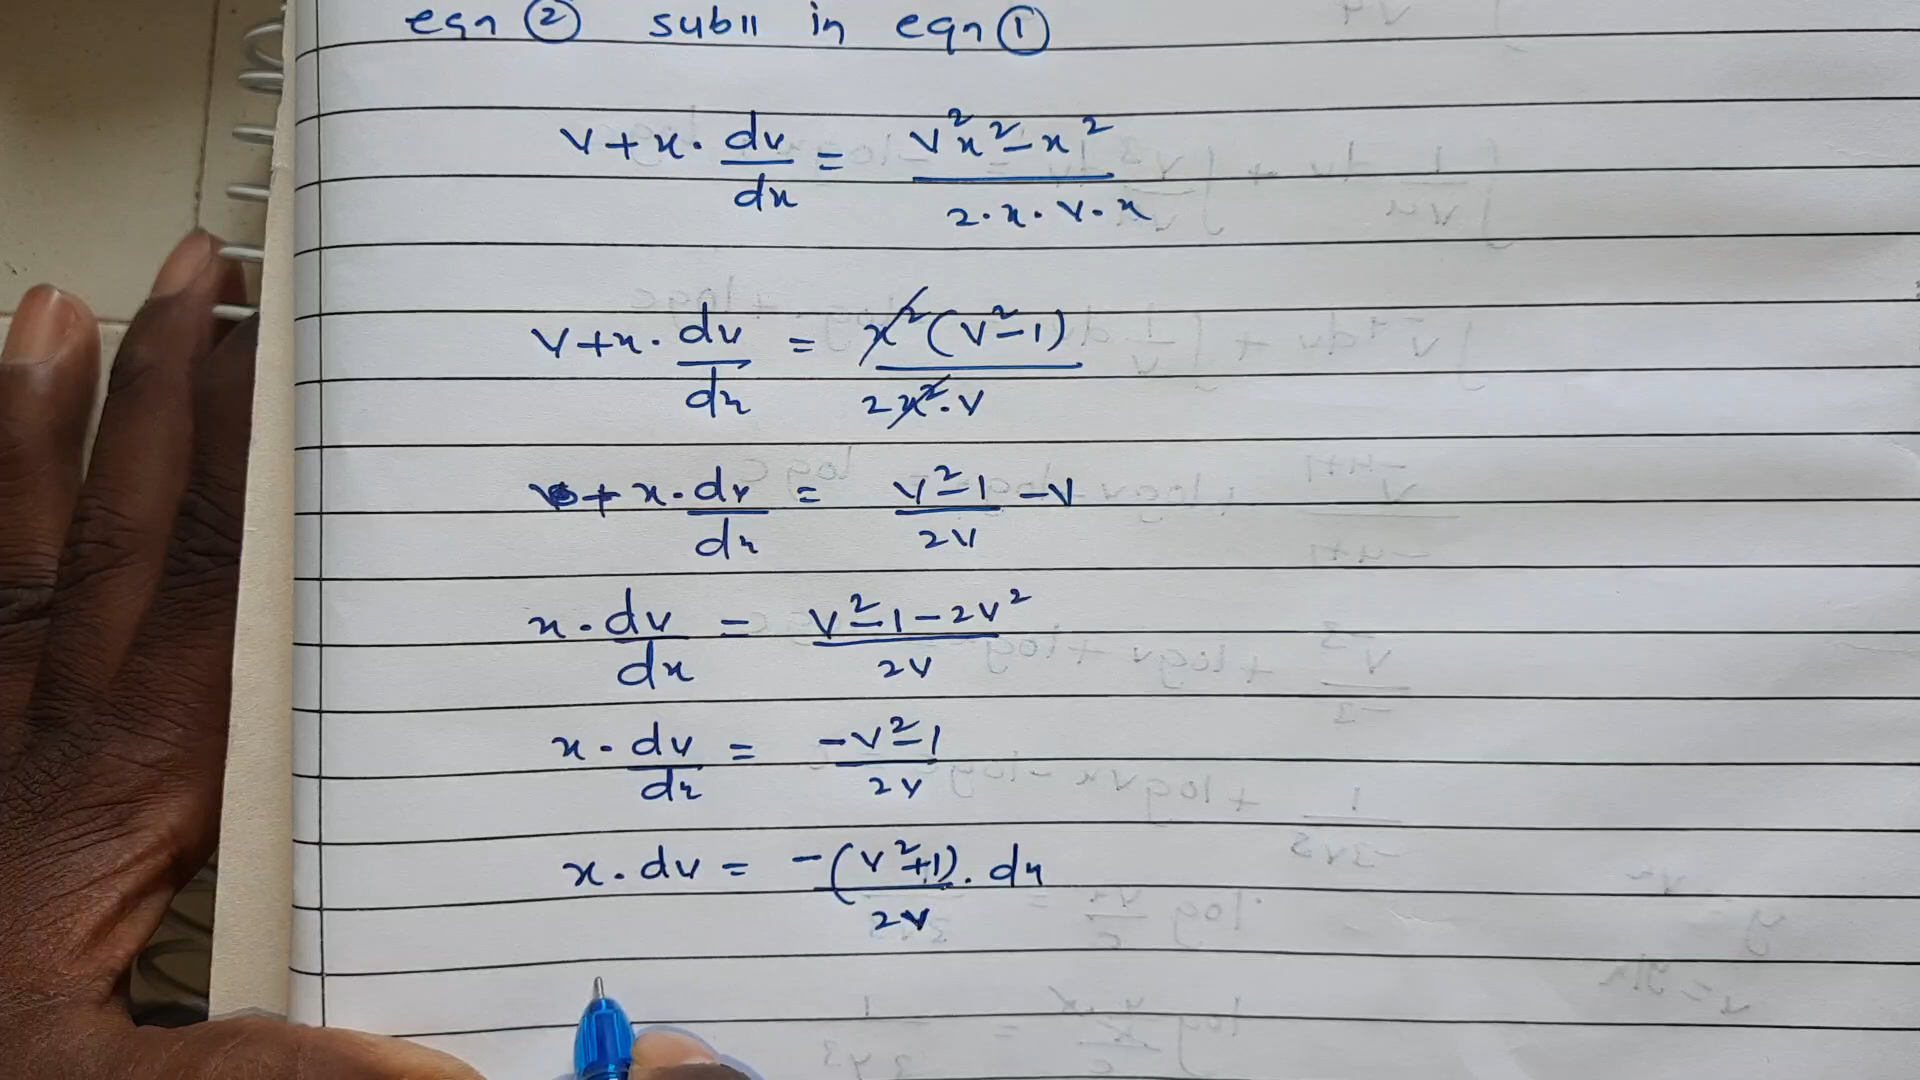 eqn ② sub11 in eqn ①
v + x · dv/dx = v²x² - x² / 2·x·v·x
v + x · dv/dx = x²(v² - 1) / 2x²·v
+ x · dv/dx = v² - 1 / 2v - v
x · dv/dx = v² - 1 - 2v² / 2v
x · dv/dx = -v² - 1 / 2v
x · dv = -(v² + 1) / 2v · dx